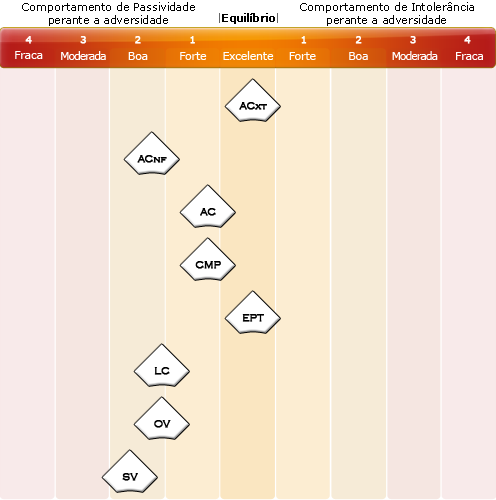 Comportamento de Passividade
perante a adversidade
|Equilíbrio|
Comportamento de Intolerância
perante a adversidade
4 3 2 1 1 2 3 4
Fraca Moderada Boa Forte Excelente Forte Boa Moderada Fraca
ACXT
ACNF
AC
CMP
EPT
LC
OV
SV